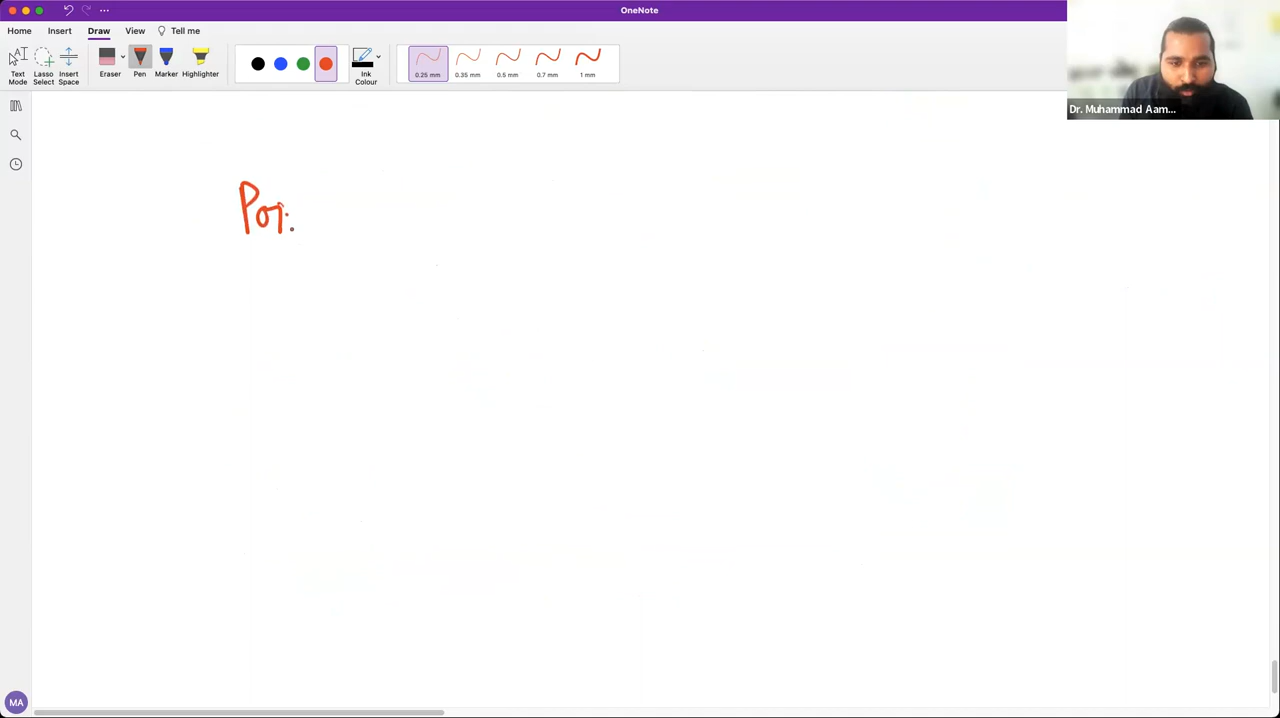 OneNote
Home Insert Draw View Tell me
Text Mode
Lasso Select
Insert Space
Eraser
Pen
Marker
Highlighter
Ink Colour
0.25 mm
0.35 mm
0.5 mm
0.7 mm
1 mm
Dr. Muhammad Aam...
MA